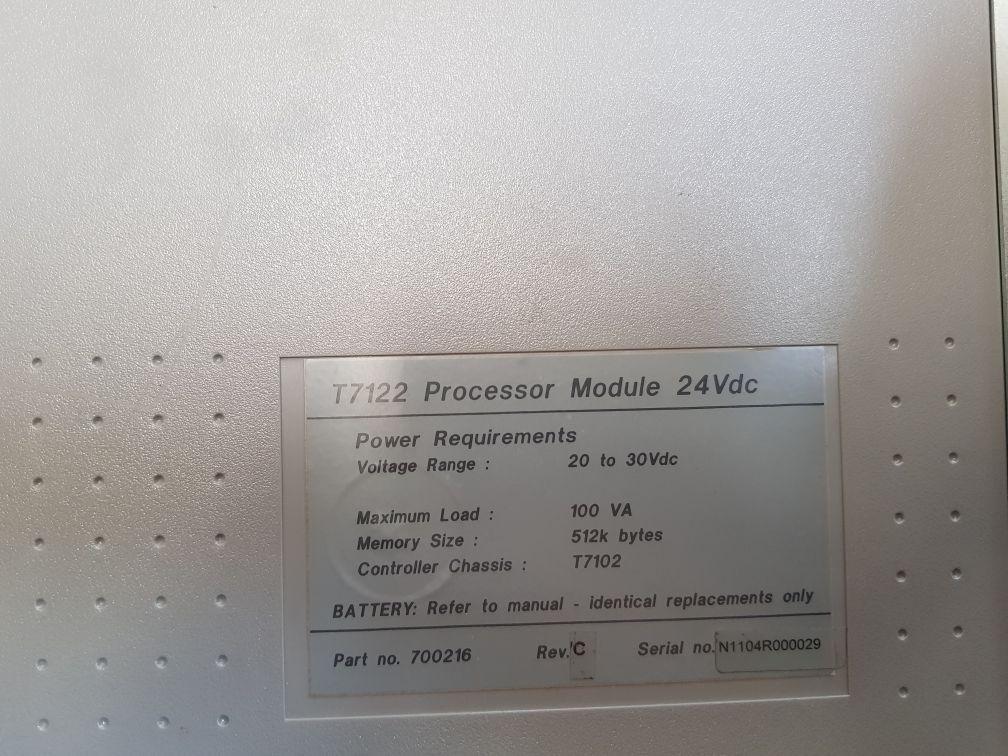 T7122 Processor Module 24Vdc
Power Requirements
Voltage Range : 20 to 30Vdc
Maximum Load : 100 VA
Memory Size : 512k bytes
Controller Chassis : T7102
BATTERY: Refer to manual - identical replacements only
Part no. 700216 Rev. C Serial no. N1104R000029